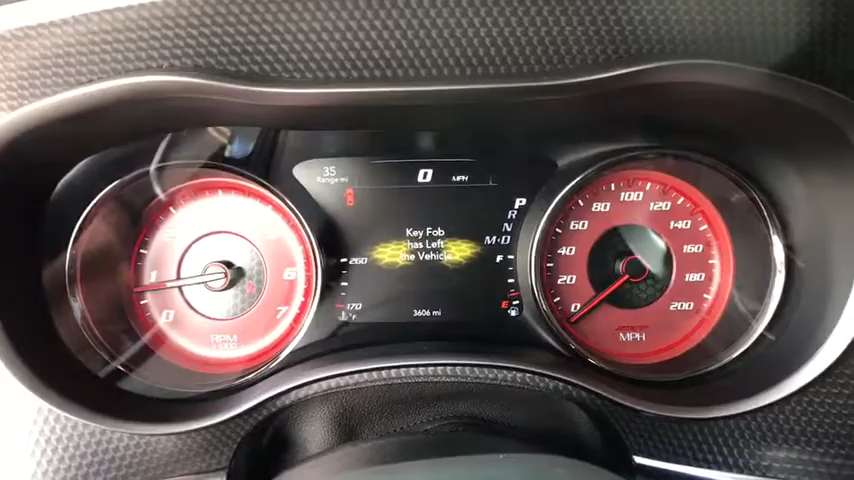 35
Range mi
0 MPH
P
R
N
M·D
Key Fob
has Left
the Vehicle
260
170
°F
F
E
3606 mi
0
1
6
7
RPM
0
20
40
60
80
100
120
140
160
180
200
MPH